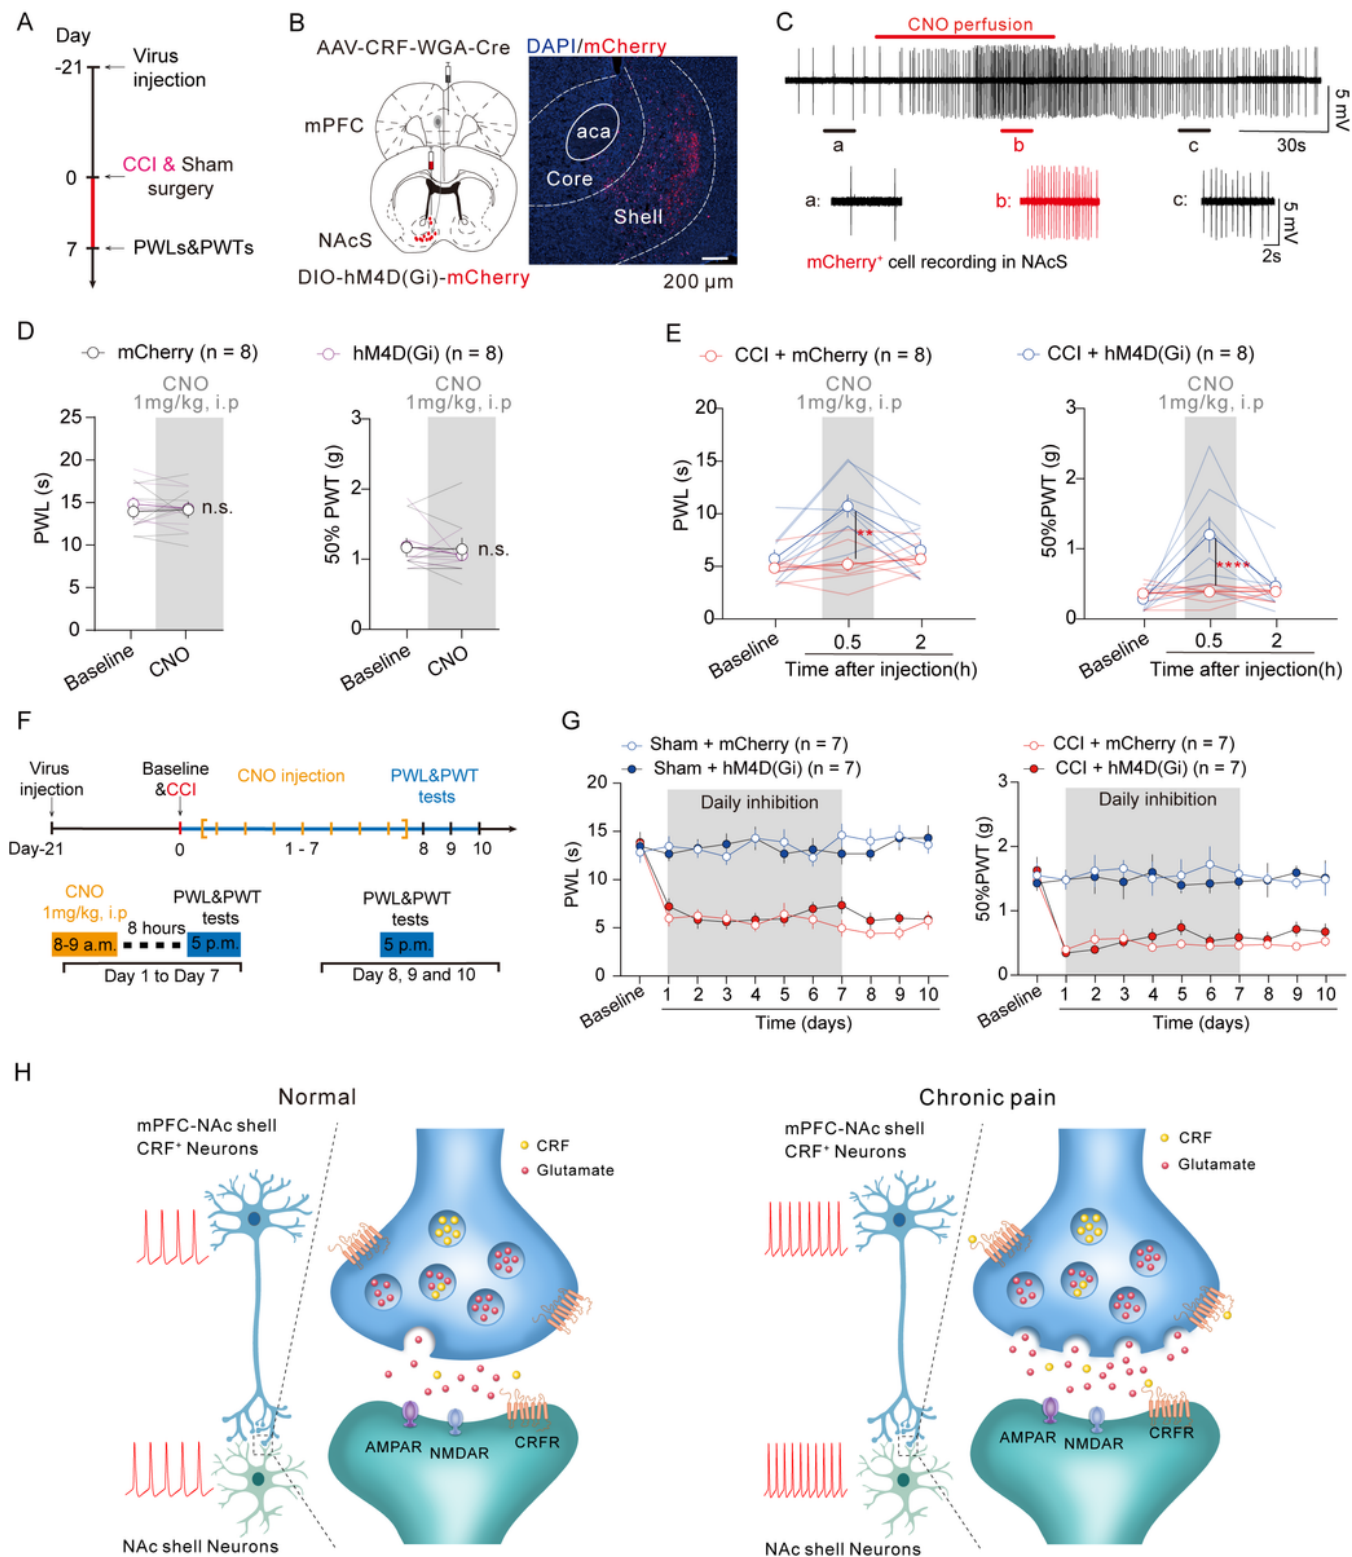 A
Day
-21
Virus
injection
0
CCI & Sham
surgery
7
PWLs&PWTs
B
AAV-CRF-WGA-Cre
DAPI/mCherry
mPFC
NAcS
DIO-hM4D(Gi)-mCherry
aca
Core
Shell
200 μm
C
CNO perfusion
5 mV
a
b
c
30s
a:
b:
c:
5 mV
2s
mCherry⁺ cell recording in NAcS
D
mCherry (n = 8)
hM4D(Gi) (n = 8)
CNO
1mg/kg, i.p
25
20
15
10
5
0
PWL (s)
n.s.
Baseline
CNO
CNO
1mg/kg, i.p
3
2
1
0
50% PWT (g)
n.s.
Baseline
CNO
E
CCI + mCherry (n = 8)
CCI + hM4D(Gi) (n = 8)
CNO
1mg/kg, i.p
20
15
10
5
0
PWL (s)
**
Baseline
0.5
2
Time after injection(h)
CNO
1mg/kg, i.p
3
2
1
0
50%PWT (g)
****
Baseline
0.5
2
Time after injection(h)
F
Virus
injection
Baseline
&CCI
CNO injection
PWL&PWT
tests
Day-21
0
1 - 7
8
9
10
CNO
1mg/kg, i.p
8 hours
PWL&PWT
tests
8-9 a.m.
5 p.m.
Day 1 to Day 7
PWL&PWT
tests
5 p.m.
Day 8, 9 and 10
G
Sham + mCherry (n = 7)
Sham + hM4D(Gi) (n = 7)
CCI + mCherry (n = 7)
CCI + hM4D(Gi) (n = 7)
20
15
10
5
0
PWL (s)
Daily inhibition
Baseline
1 2 3 4 5 6 7 8 9 10
Time (days)
3
2
1
0
50%PWT (g)
Daily inhibition
Baseline
1 2 3 4 5 6 7 8 9 10
Time (days)
H
Normal
mPFC-NAc shell
CRF⁺ Neurons
CRF
Glutamate
AMPAR
NMDAR
CRFR
NAc shell Neurons
Chronic pain
mPFC-NAc shell
CRF⁺ Neurons
CRF
Glutamate
AMPAR
NMDAR
CRFR
NAc shell Neurons